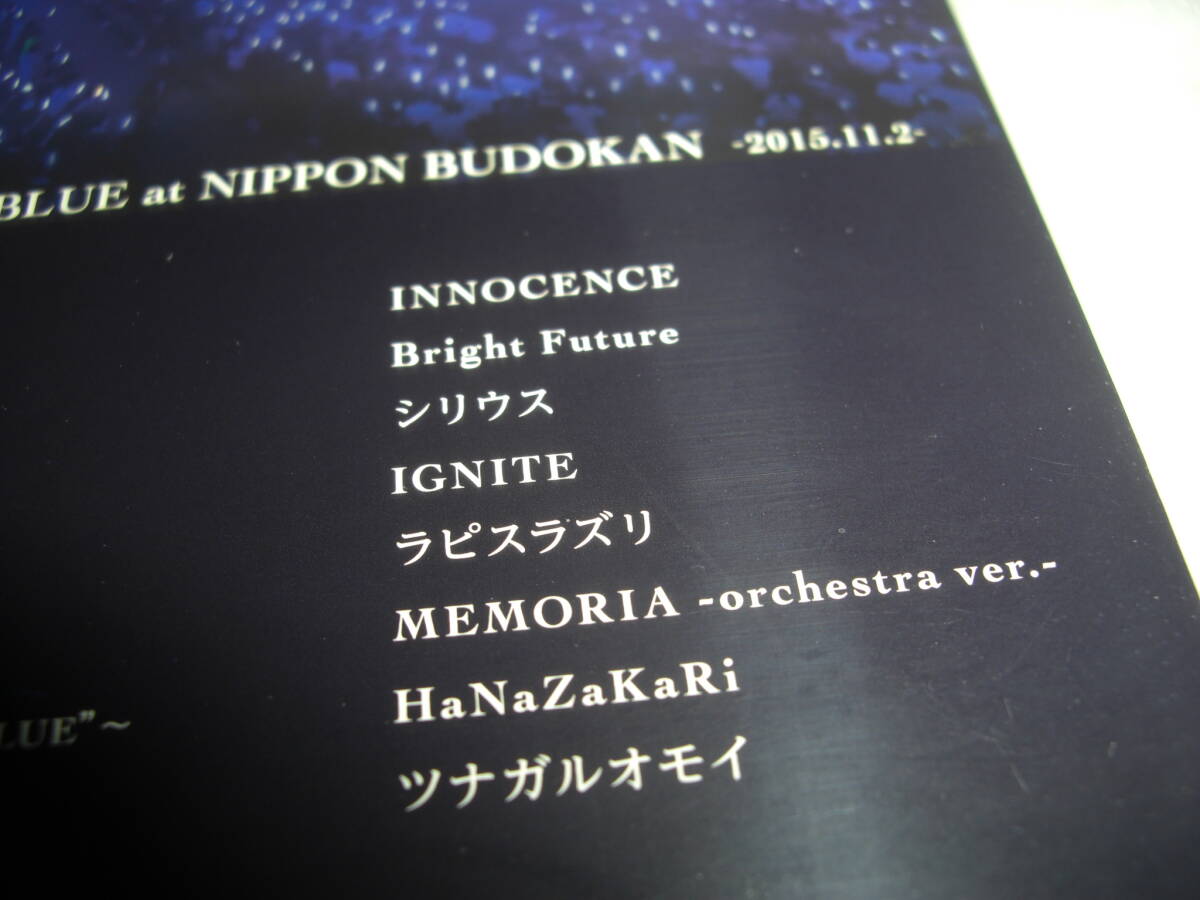 BLUE at NIPPON BUDOKAN -2015.11.2-
INNOCENCE
Bright Future
シリウス
IGNITE
ラピスラズリ
MEMORIA -orchestra ver.-
HaNaZaKaRi
ツナガルオモイ
LUE”～